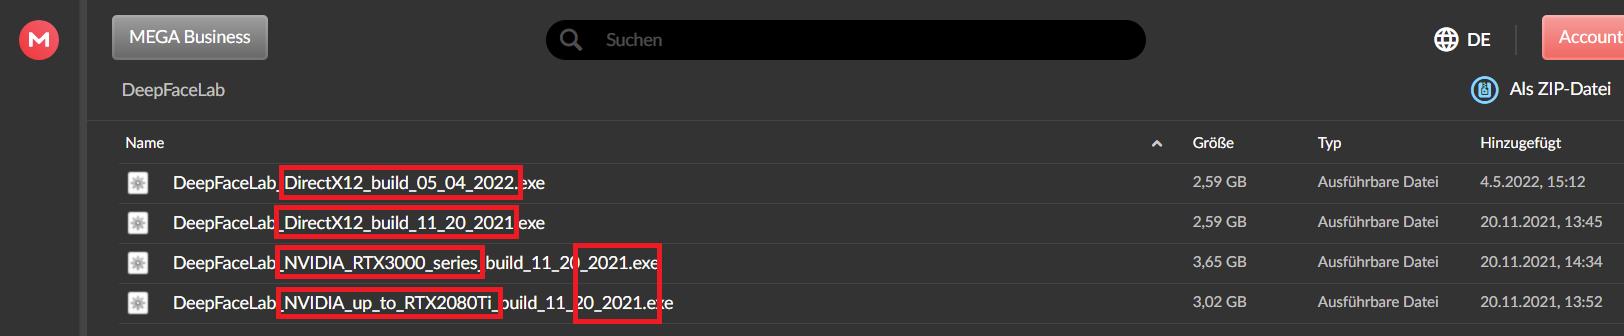 MEGA Business
Suchen
DE
Account
DeepFaceLab
Als ZIP-Datei
Name Größe Typ Hinzugefügt
DeepFaceLab_DirectX12_build_05_04_2022.exe 2,59 GB Ausführbare Datei 4.5.2022, 15:12
DeepFaceLab_DirectX12_build_11_20_2021.exe 2,59 GB Ausführbare Datei 20.11.2021, 13:45
DeepFaceLab_NVIDIA_RTX3000_series_build_11_20_2021.exe 3,65 GB Ausführbare Datei 20.11.2021, 14:34
DeepFaceLab_NVIDIA_up_to_RTX2080Ti_build_11_20_2021.exe 3,02 GB Ausführbare Datei 20.11.2021, 13:52